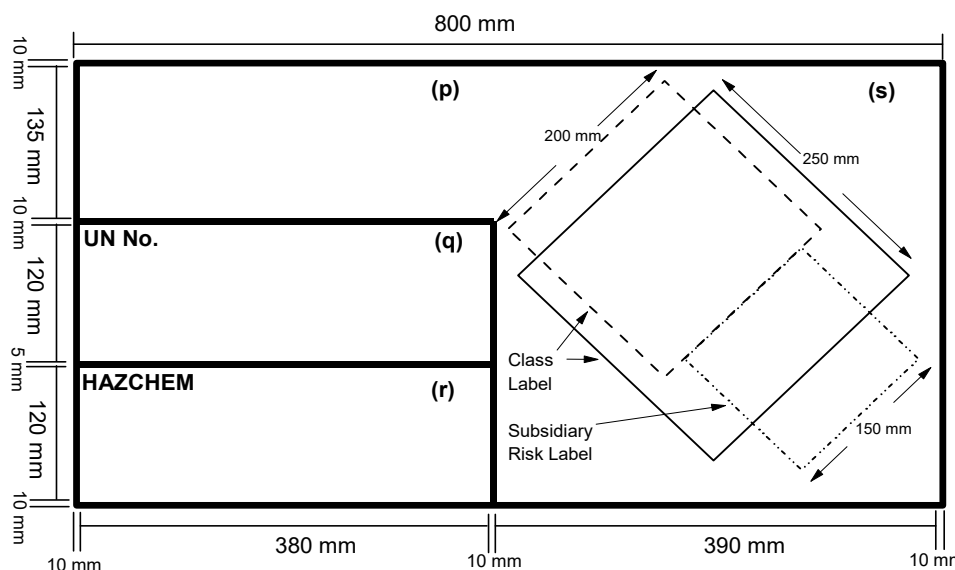 800 mm
10 mm
(p)
(s)
135 mm
200 mm
250 mm
10 mm
UN No.
(q)
120 mm
5 mm
Class
Label
HAZCHEM
(r)
120 mm
Subsidiary
Risk Label
150 mm
10 mm
380 mm
390 mm
10 mm
10 mm
10 mm